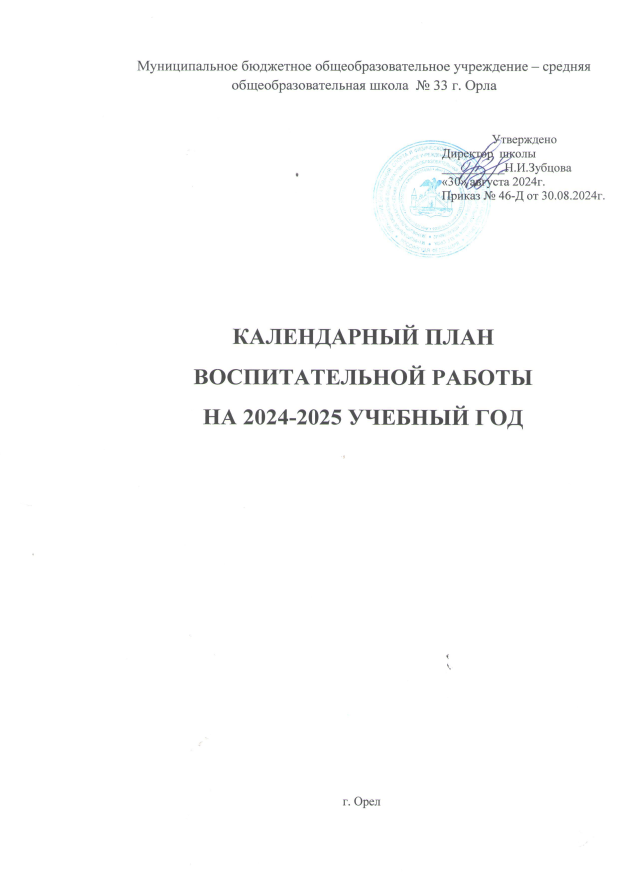 Муниципальное бюджетное общеобразовательное учреждение – средняя
общеобразовательная школа № 33 г. Орла
Утверждено
Директор школы
Н.И.Зубцова
«30» августа 2024г.
Приказ № 46-Д от 30.08.2024г.
КАЛЕНДАРНЫЙ ПЛАН
ВОСПИТАТЕЛЬНОЙ РАБОТЫ
НА 2024-2025 УЧЕБНЫЙ ГОД
г. Орел